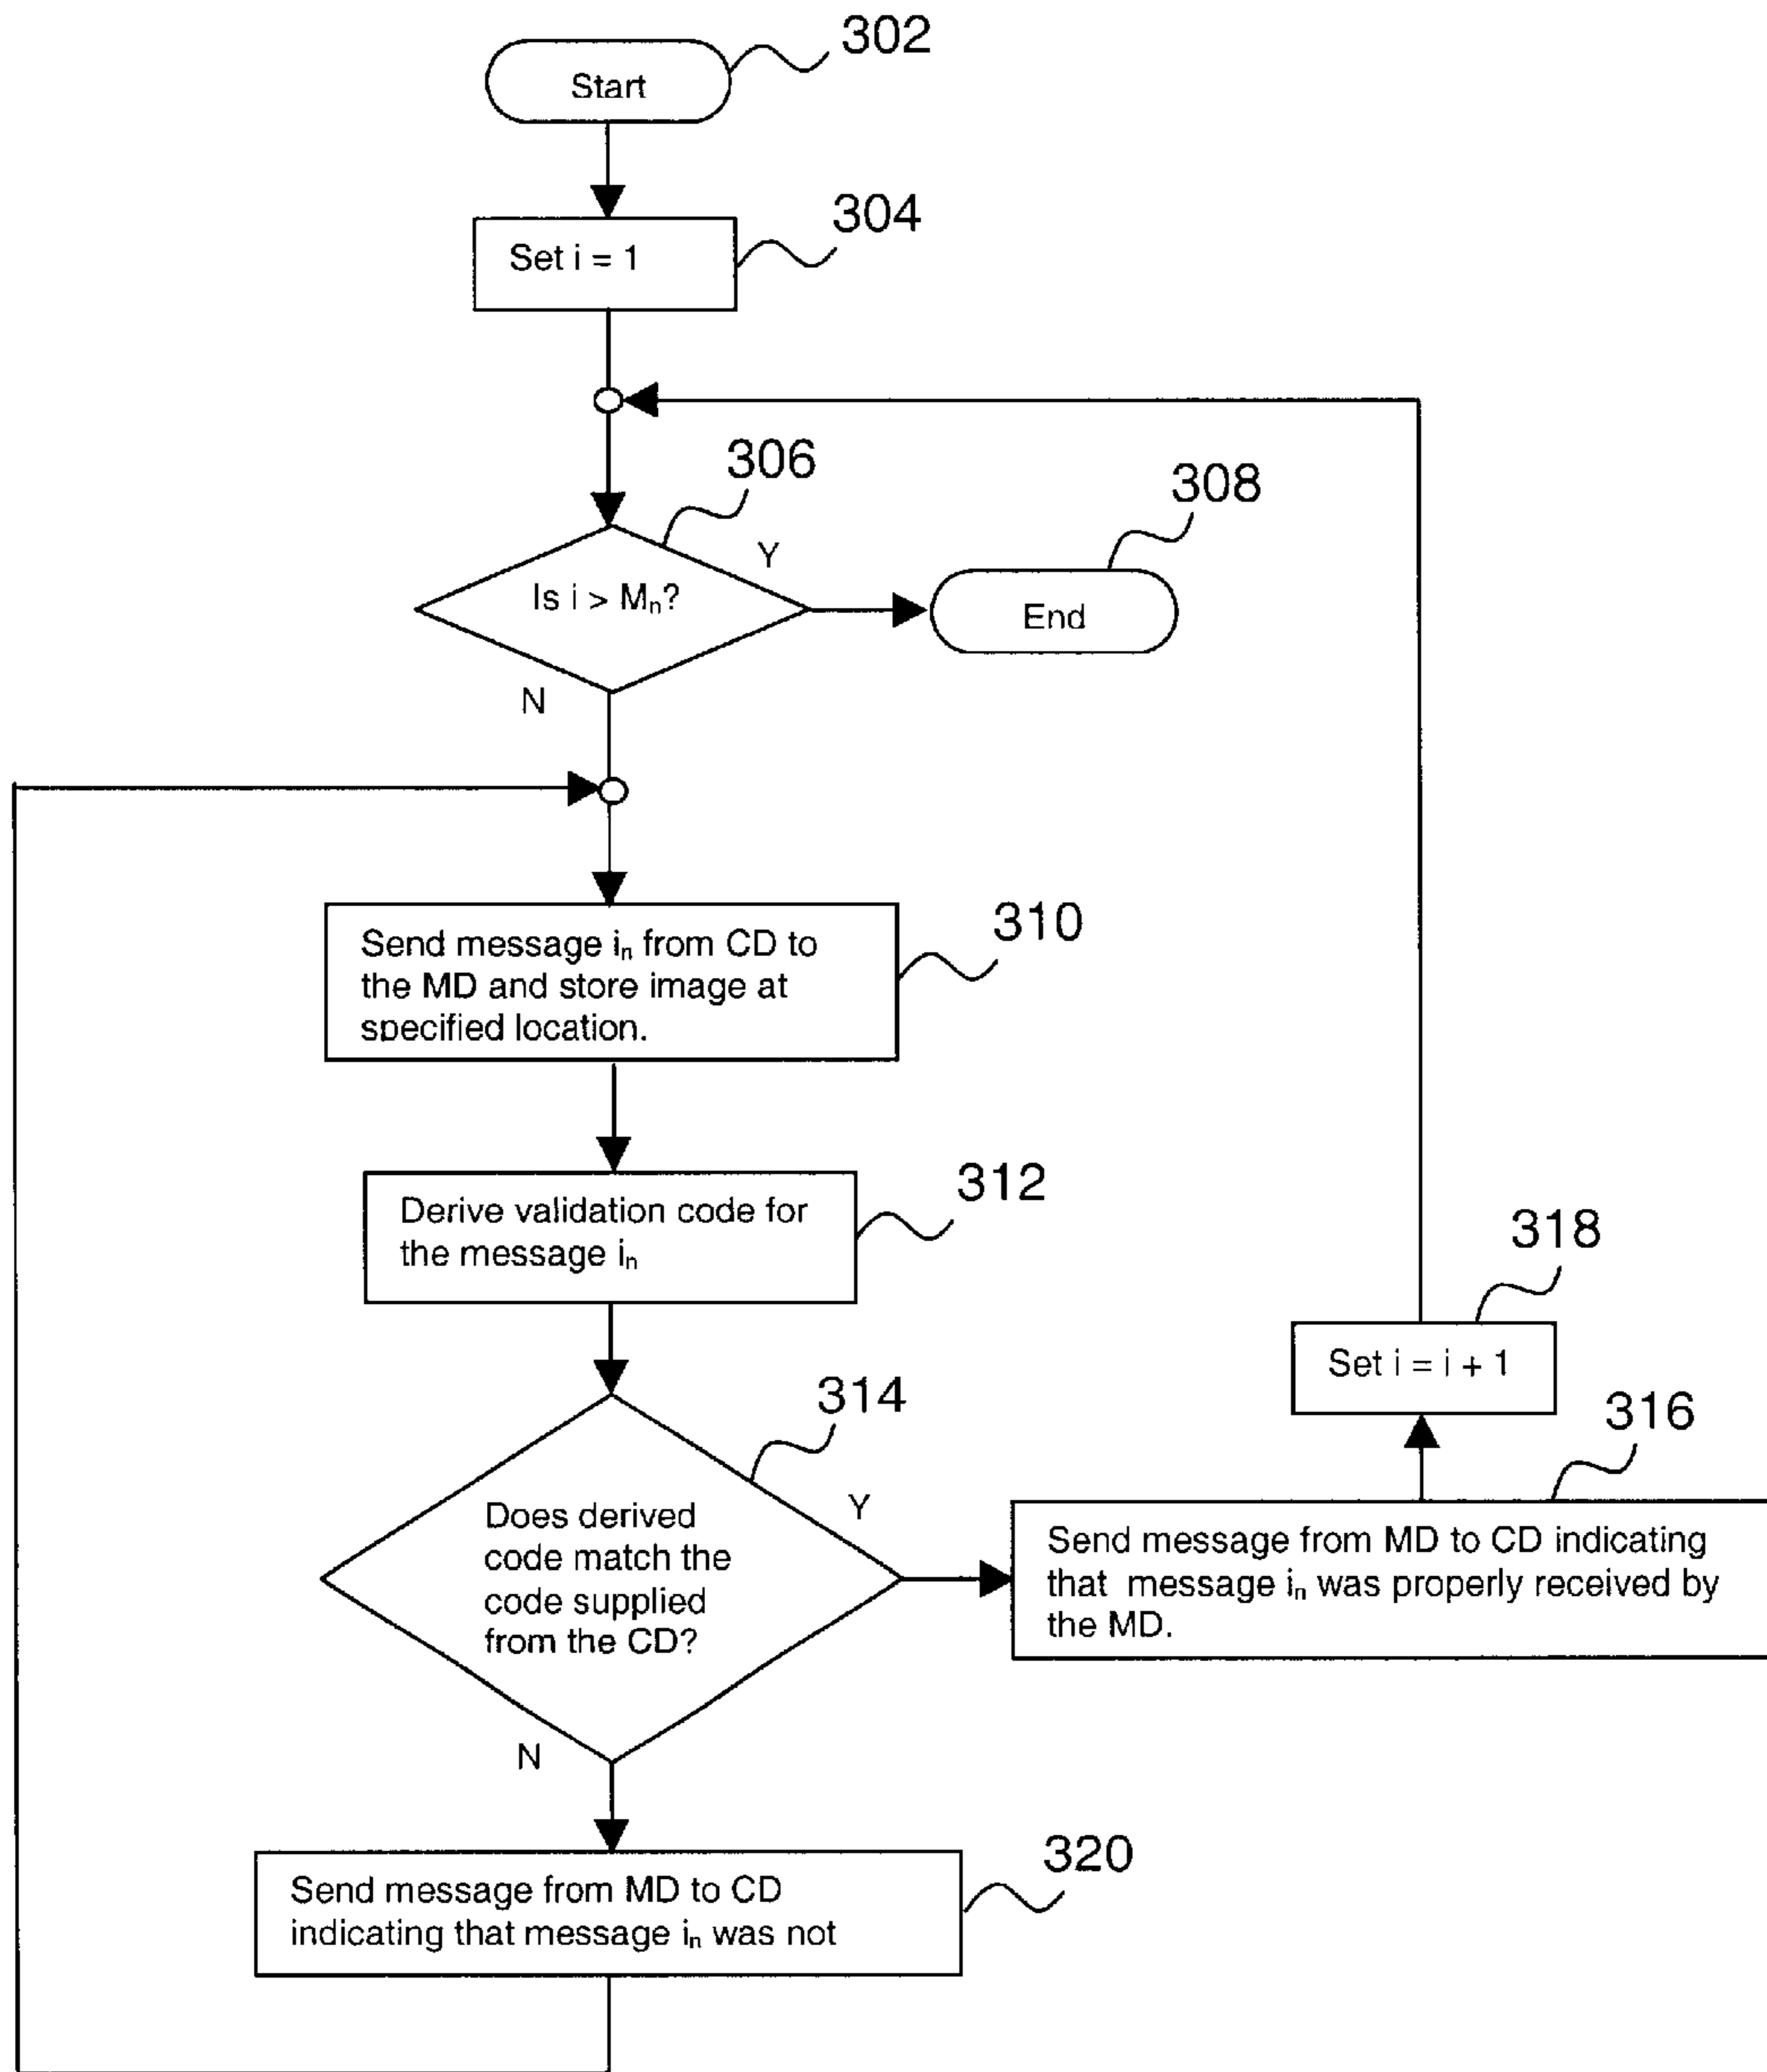 302
Start
304
Set i = 1
306
308
Y
Is i > Mₙ?
End
N
310
Send message iₙ from CD to
the MD and store image at
specified location.
312
Derive validation code for
the message iₙ
318
Set i = i + 1
314
316
Y
Does derived
code match the
code supplied
from the CD?
Send message from MD to CD indicating
that message iₙ was properly received by
the MD.
N
320
Send message from MD to CD
indicating that message iₙ was not